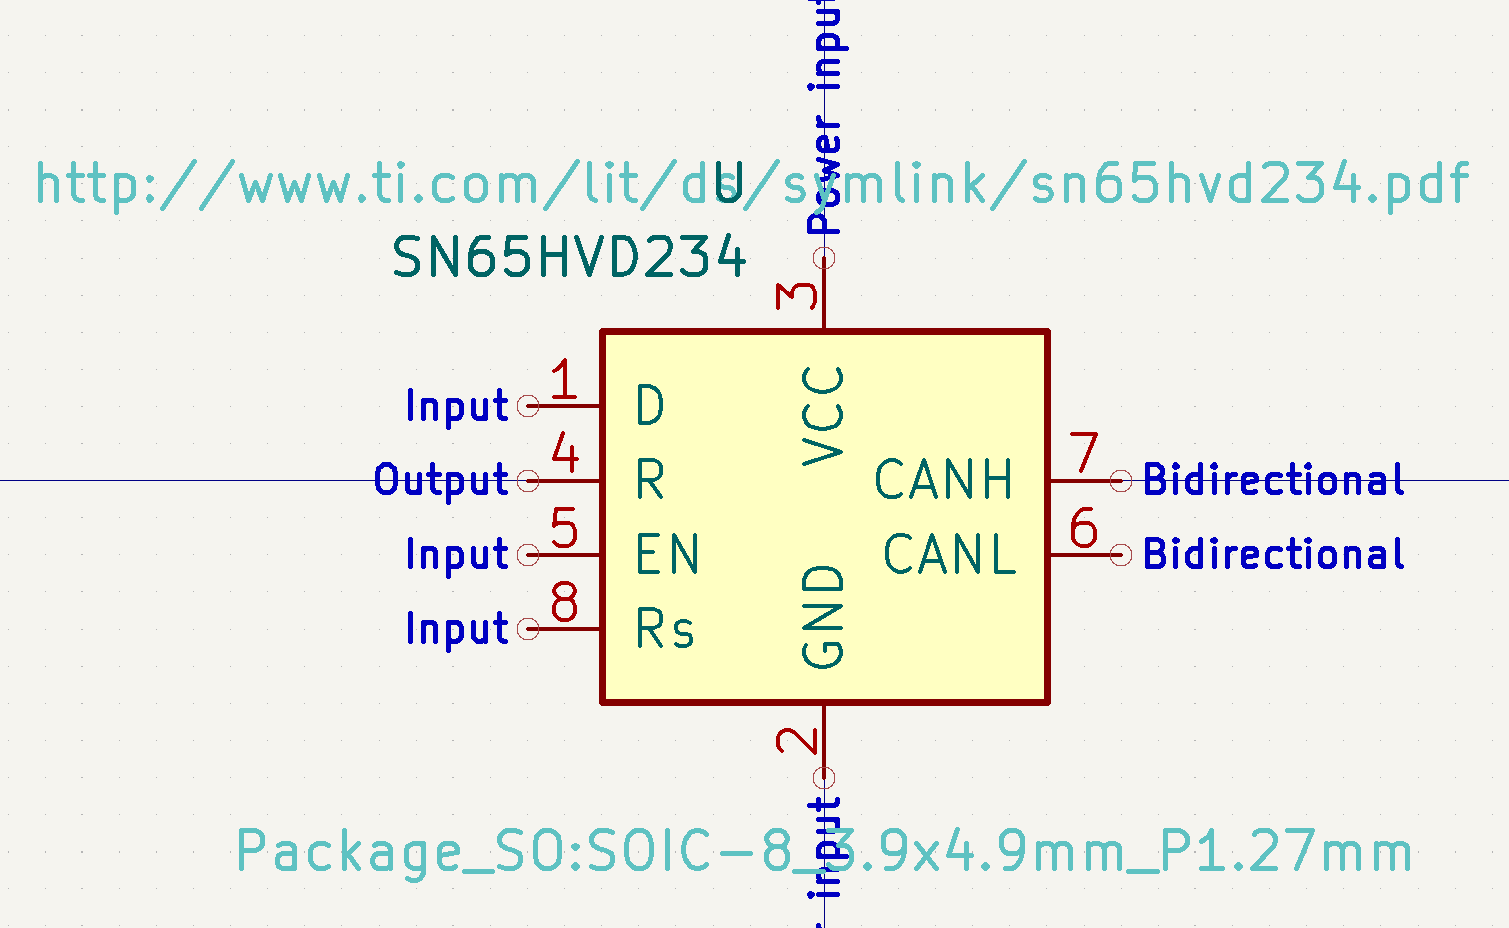 Power input
http://www.ti.com/lit/ds/symlink/sn65hvd234.pdf
U
SN65HVD234
3
VCC
Input 1 D
Output 4 R
Input 5 EN
Input 8 Rs
CANH 7 Bidirectional
CANL 6 Bidirectional
GND
2
input
Package_SO:SOIC-8_3.9x4.9mm_P1.27mm